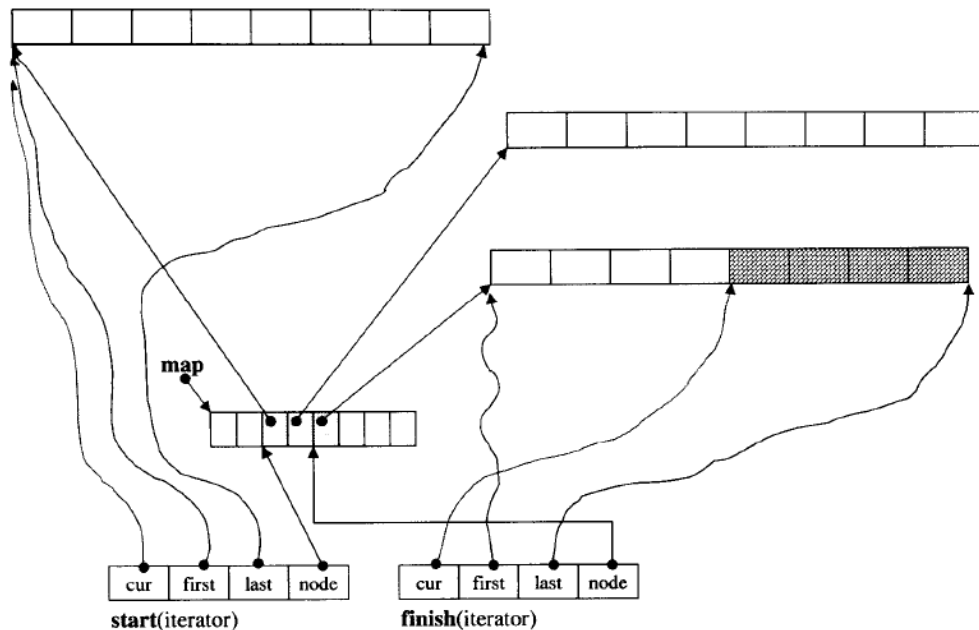 map
cur first last node
start(iterator)
cur first last node
finish(iterator)